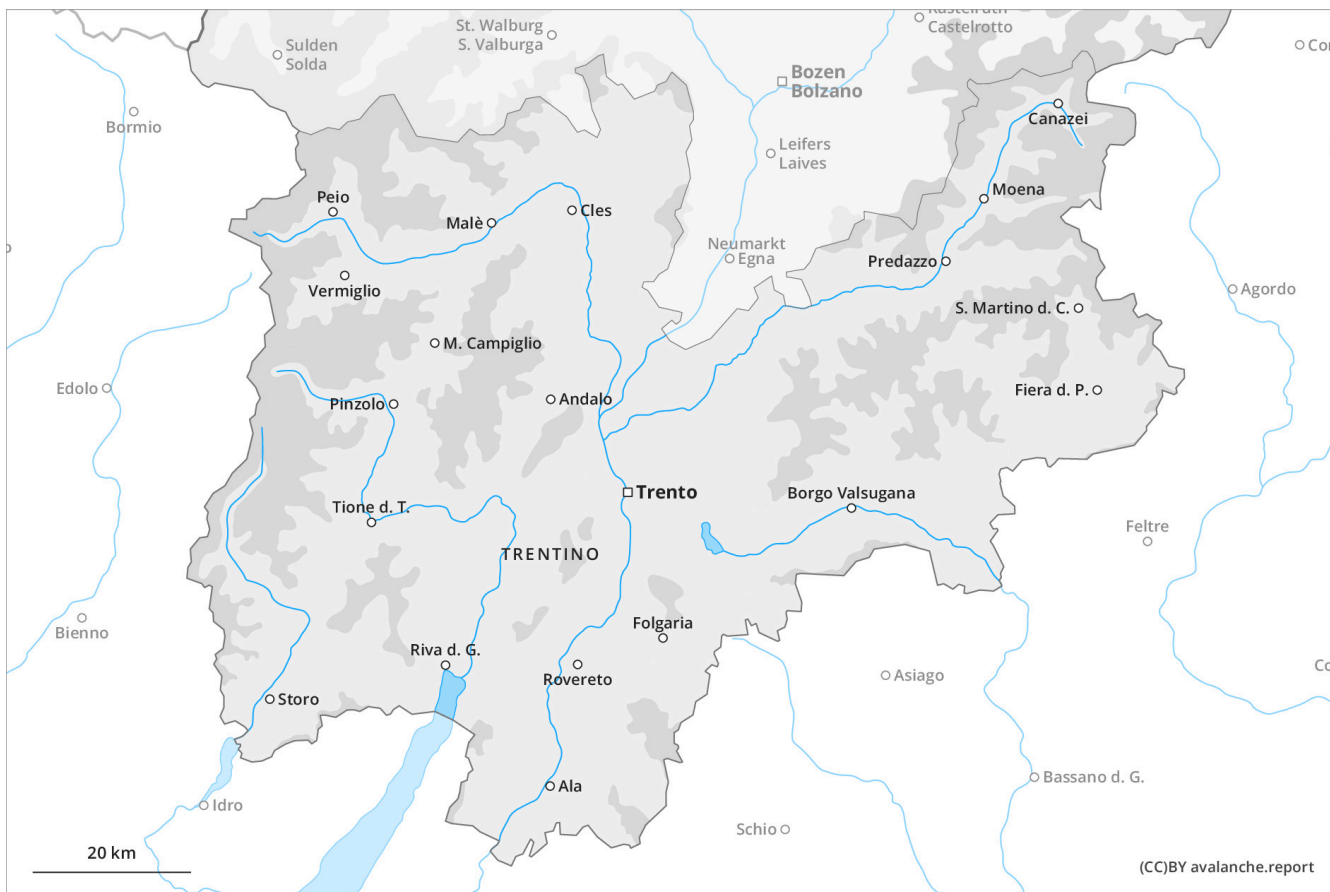 Kastelruth
Castelrotto
St. Walburg
S. Valburga
Sulden
Solda
Bozen
Bolzano
Bormio
Canazei
Leifers
Laives
Peio
Moena
Malè
Cles
Neumarkt
Egna
Predazzo
Vermiglio
Agordo
S. Martino d. C.
M. Campiglio
Edolo
Pinzolo
Andalo
Fiera d. P.
Trento
Borgo Valsugana
Tione d. T.
Feltre
TRENTINO
Bienno
Folgaria
Riva d. G.
Rovereto
Asiago
Storo
Bassano d. G.
Ala
Idro
Schio
20 km
(CC)BY avalanche.report